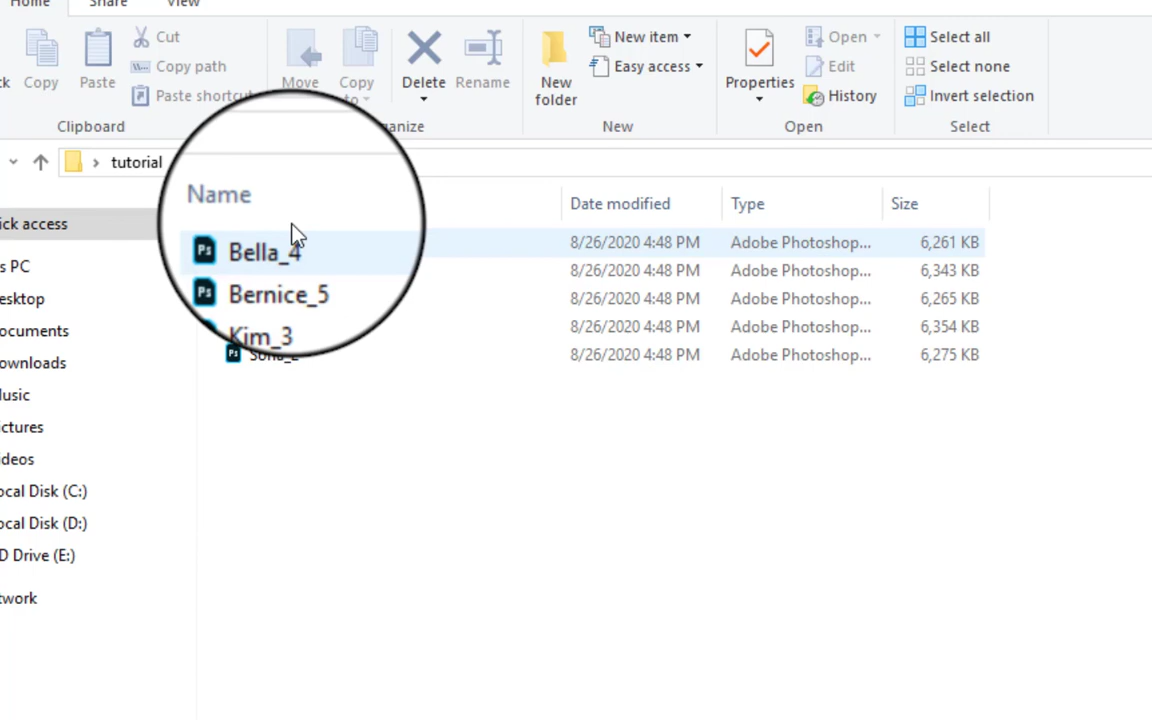 Home Share View
Cut
New item
Open
Select all
Copy path
Easy access
Edit
Select none
Copy Paste Move Copy Delete Rename New Properties
Paste shortcut
folder
History
Invert selection
Clipboard
New
Open
Select
tutorial
Name
Date modified Type Size
ick access
Ps Bella_4 8/26/2020 4:48 PM Adobe Photoshop... 6,261 KB
s PC
8/26/2020 4:48 PM Adobe Photoshop... 6,343 KB
Ps Bernice_5 8/26/2020 4:48 PM Adobe Photoshop... 6,265 KB
esktop
ocuments
Kim_3 8/26/2020 4:48 PM Adobe Photoshop... 6,354 KB
Ps 8/26/2020 4:48 PM Adobe Photoshop... 6,275 KB
ownloads
usic
ictures
ideos
ocal Disk (C:)
ocal Disk (D:)
D Drive (E:)
twork